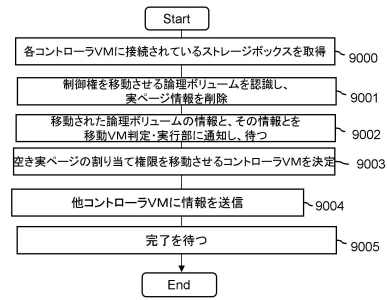 Start
各コントローラVMに接続されているストレージボックスを取得
9000
制御権を移動させる論理ボリュームを認識し、
実ページ情報を削除
9001
移動された論理ボリュームの情報と、その情報とを
移動VM判定・実行部に通知し、待つ
9002
空き実ページの割り当て権限を移動させるコントローラVMを決定
9003
他コントローラVMに情報を送信
9004
完了を待つ
9005
End